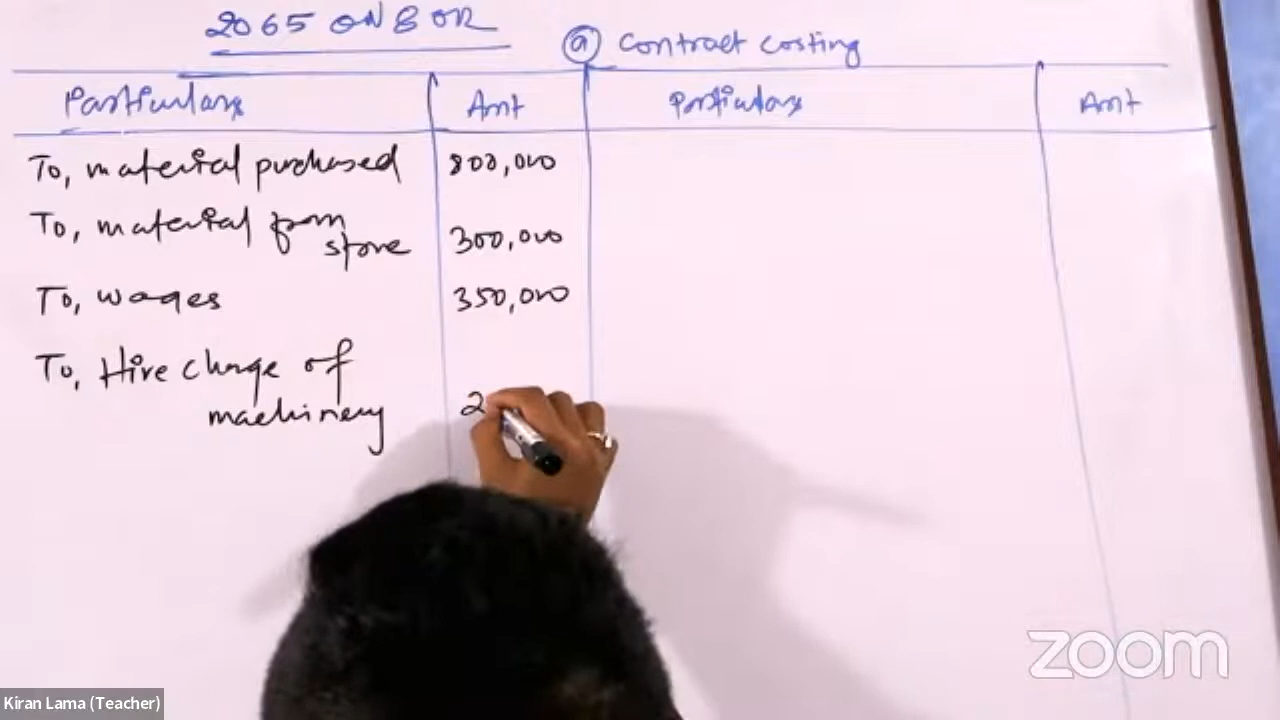 2065 ON 8 OR
a Contract costing
Particulars Amt Particulars Amt
To, material purchased 800,000
To, material from store 300,000
To, wages 350,000
To, Hire charge of machinery 2
zoom
Kiran Lama (Teacher)